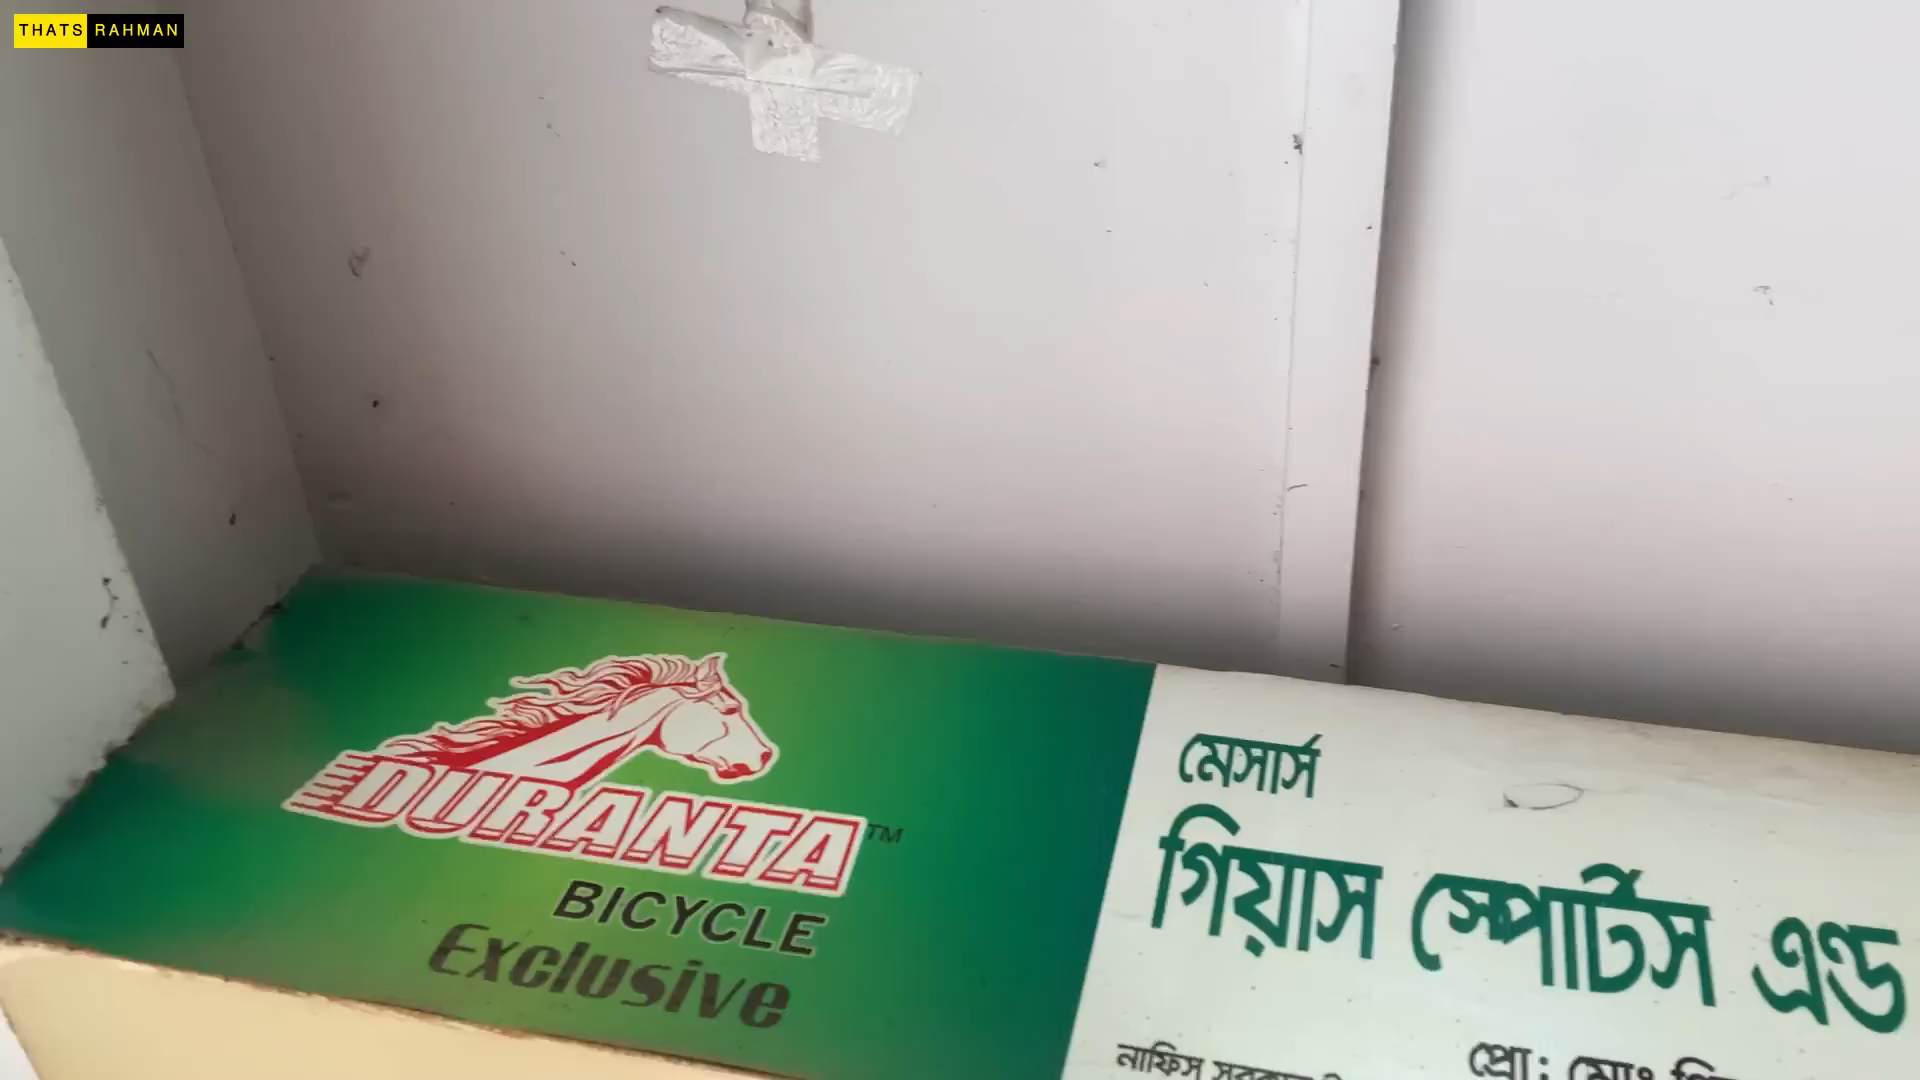 THATS RAHMAN
DURANTA™
BICYCLE
Exclusive
মেসার্স
গিয়াস স্পোর্টস এন্ড
নাফিস
প্রো: মোঃ